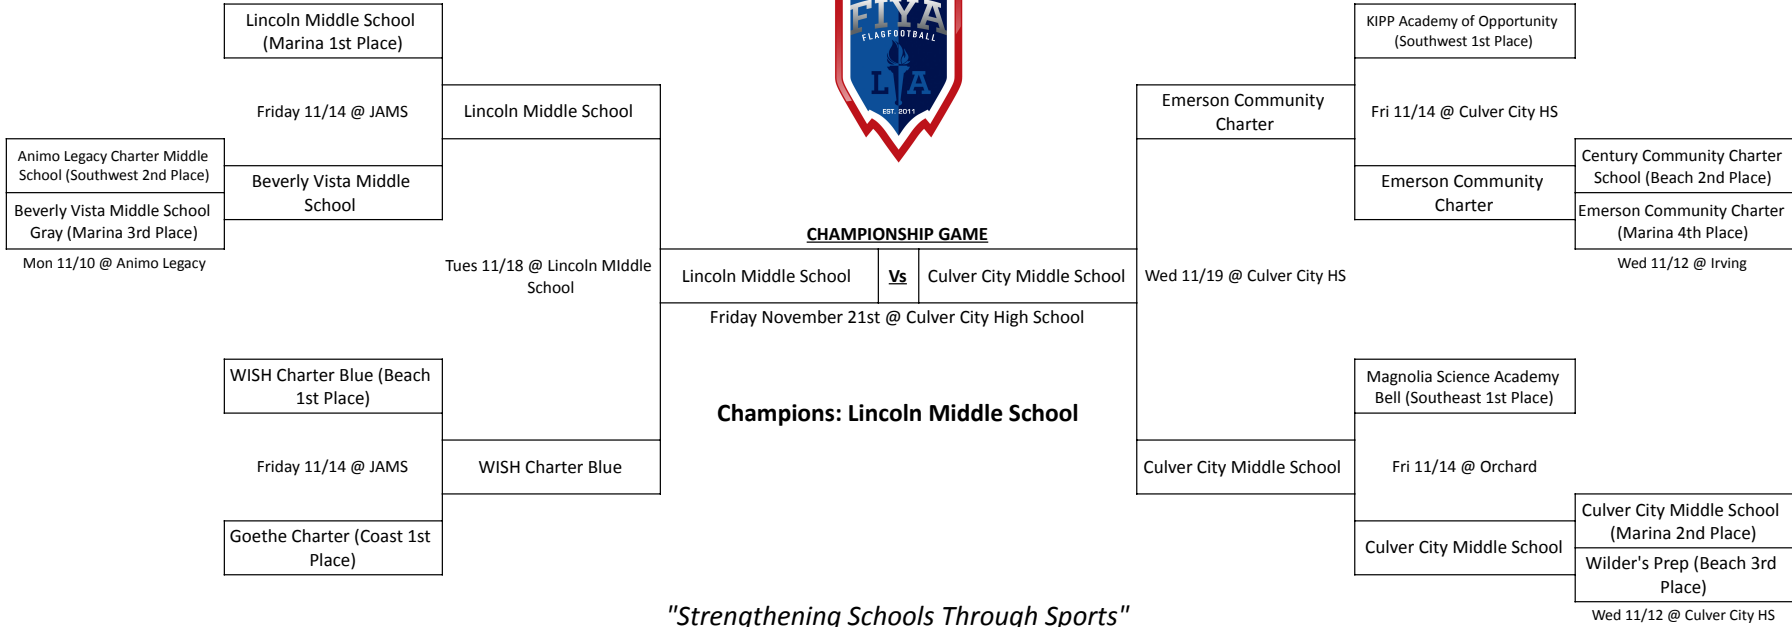 Lincoln Middle School
(Marina 1st Place)
Friday 11/14 @ JAMS
Lincoln Middle School
Animo Legacy Charter Middle
School (Southwest 2nd Place)
Beverly Vista Middle School
Gray (Marina 3rd Place)
Mon 11/10 @ Animo Legacy
Beverly Vista Middle
School
Tues 11/18 @ Lincoln MIddle
School
WISH Charter Blue (Beach
1st Place)
Friday 11/14 @ JAMS
WISH Charter Blue
Goethe Charter (Coast 1st
Place)
FIYA
FLAGFOOTBALL
LA
EST. 2011
CHAMPIONSHIP GAME
Lincoln Middle School
Vs
Culver City Middle School
Friday November 21st @ Culver City High School
Champions: Lincoln Middle School
KIPP Academy of Opportunity
(Southwest 1st Place)
Emerson Community
Charter
Fri 11/14 @ Culver City HS
Emerson Community
Charter
Century Community Charter
School (Beach 2nd Place)
Emerson Community Charter
(Marina 4th Place)
Wed 11/12 @ Irving
Wed 11/19 @ Culver City HS
Magnolia Science Academy
Bell (Southeast 1st Place)
Culver City Middle School
Fri 11/14 @ Orchard
Culver City Middle School
Culver City Middle School
(Marina 2nd Place)
Wilder's Prep (Beach 3rd
Place)
Wed 11/12 @ Culver City HS
"Strengthening Schools Through Sports"